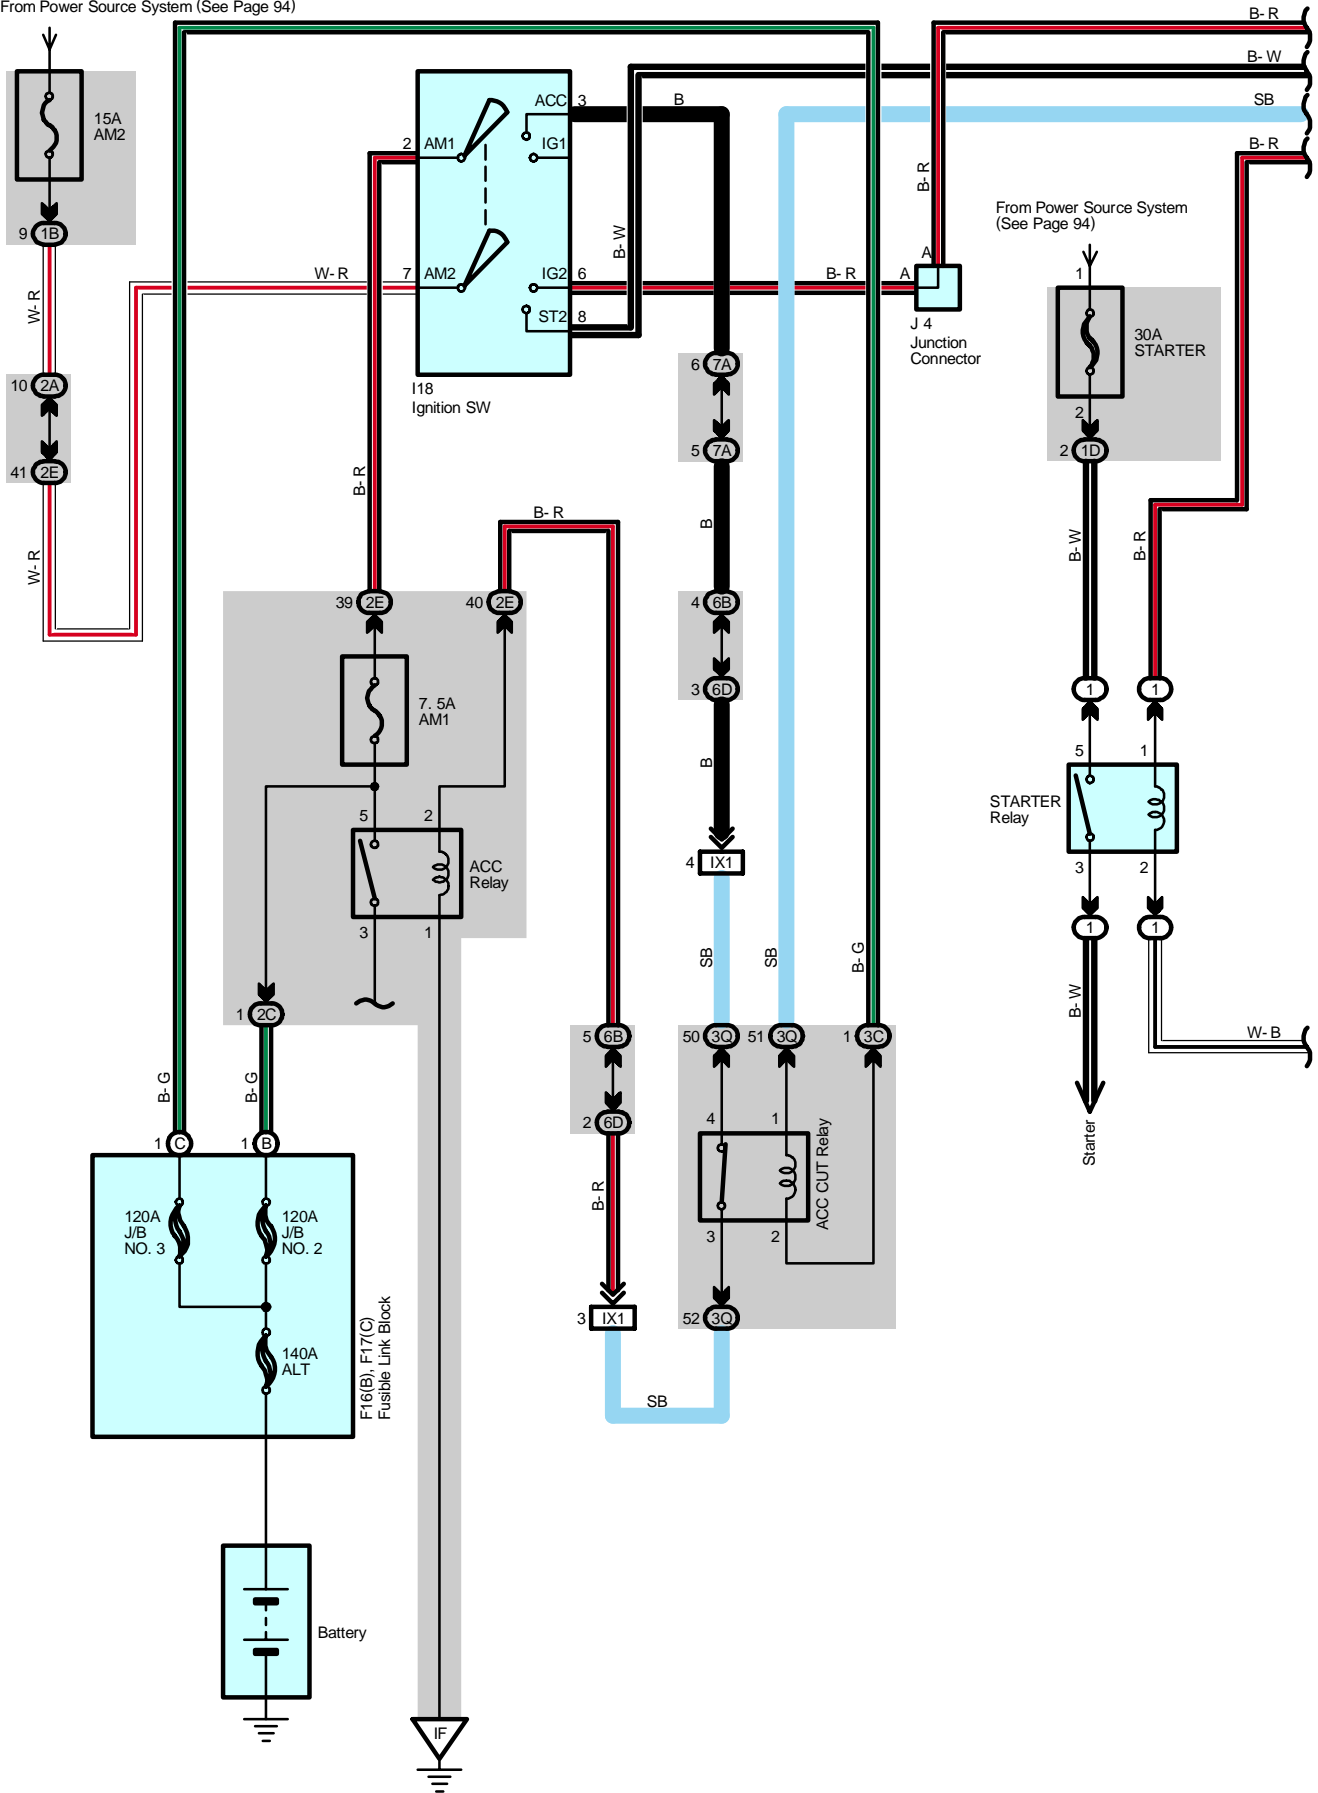 From Power Source System (See Page 94)
B- R
B- W
SB
B- R
15A
AM2
9 1B
W- R
10 2A
41 2E
W- R
W- R
2 AM1
7 AM2
ACC 3
IG1
IG2 6
ST2 8
I18
Ignition SW
B
B- W
B- R
B- R
A
A
J 4
Junction
Connector
From Power Source System
(See Page 94)
1
30A
STARTER
2
2 1D
B- W
B- R
1
1
5
1
STARTER
Relay
3
2
1
1
B- W
W- B
Starter
6 7A
5 7A
B
4 6B
3 6D
B
4 IX1
SB
SB
B- G
B- R
B- R
39 2E
40 2E
7. 5A
AM1
5
2
ACC
Relay
3
1
1 2C
B- G
B- G
1 C
1 B
120A
J/B
NO. 3
120A
J/B
NO. 2
140A
ALT
F16(B), F17(C)
Fusible Link Block
Battery
IF
5 6B
2 6D
B- R
3 IX1
SB
50 3Q
51 3Q
1 3C
4
1
3
2
ACC CUT Relay
52 3Q